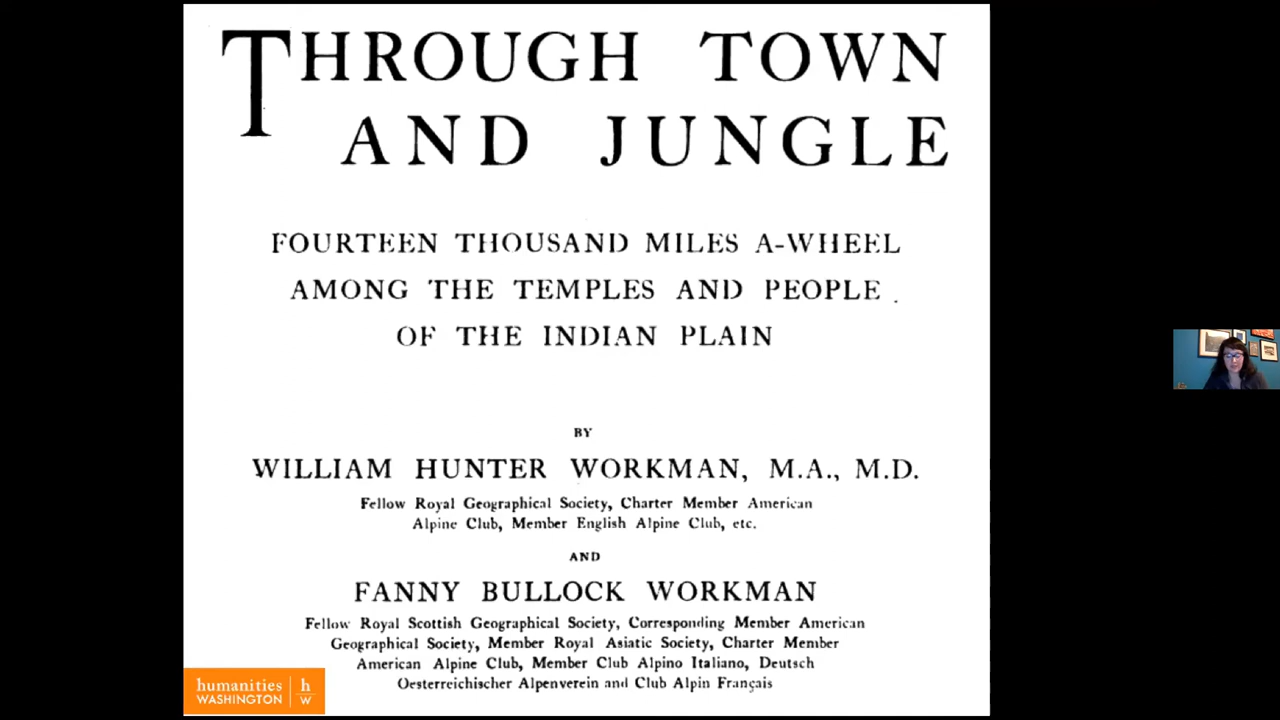 THROUGH TOWN
AND JUNGLE
FOURTEEN THOUSAND MILES A-WHEEL
AMONG THE TEMPLES AND PEOPLE
OF THE INDIAN PLAIN
BY
WILLIAM HUNTER WORKMAN, M.A., M.D.
Fellow Royal Geographical Society, Charter Member American
Alpine Club, Member English Alpine Club, etc.
AND
FANNY BULLOCK WORKMAN
Fellow Royal Scottish Geographical Society, Corresponding Member American
Geographical Society, Member Royal Asiatic Society, Charter Member
American Alpine Club, Member Club Alpino Italiano, Deutsch
Oesterreichischer Alpenverein and Club Alpin Français
humanities h
WASHINGTON w